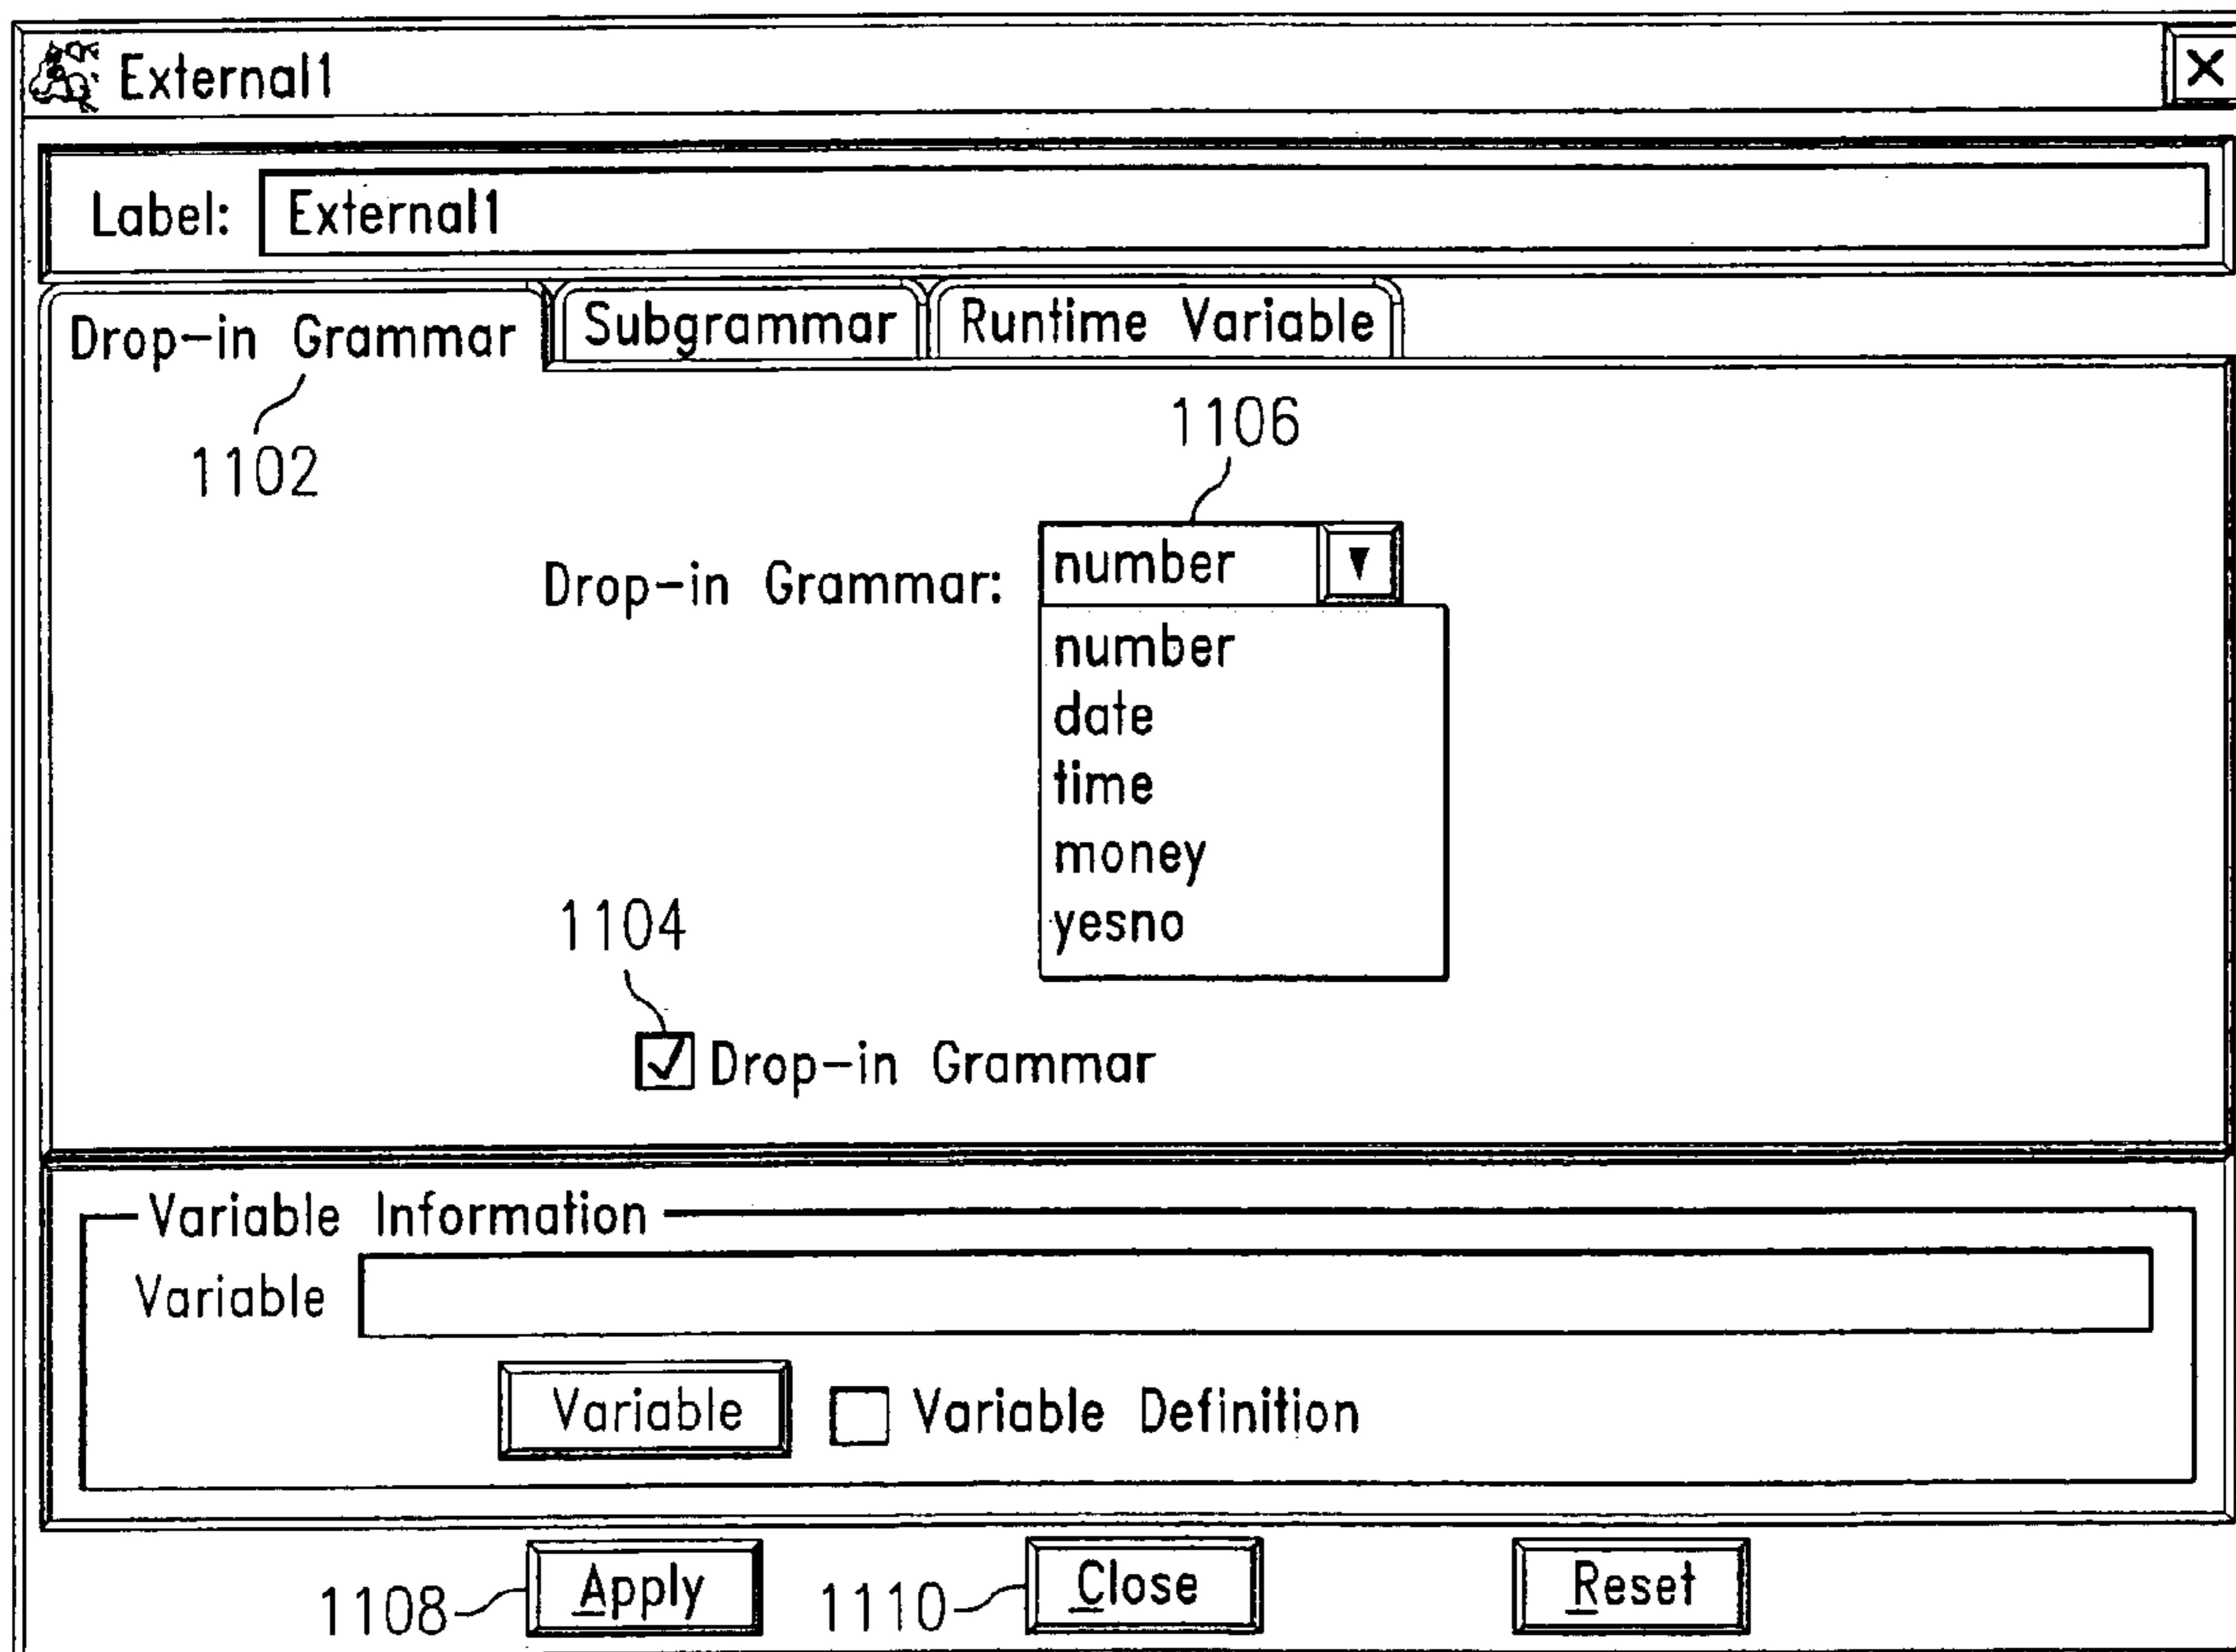 External1
Label: External1
Drop-in Grammar Subgrammar Runtime Variable
1102
1106
Drop-in Grammar: number
number
date
time
money
yesno
1104
Drop-in Grammar
Variable Information
Variable
Variable Variable Definition
1108 Apply 1110 Close Reset